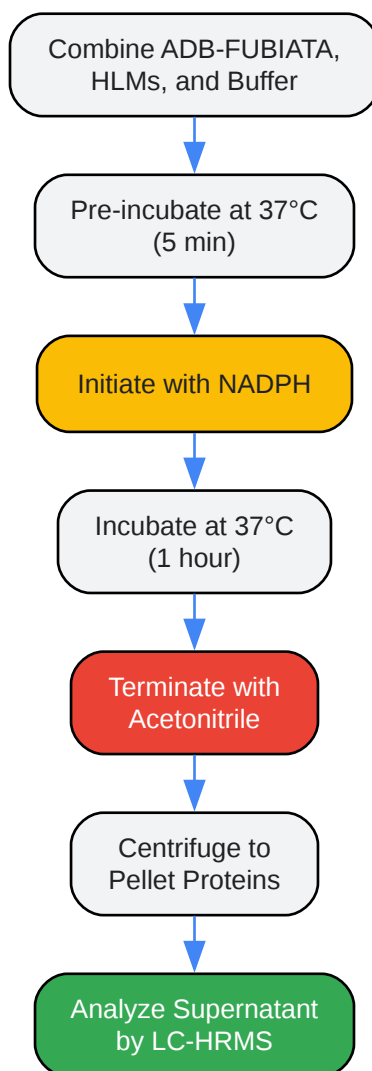 Combine ADB-FUBIATA,
HLMs, and Buffer
Pre-incubate at 37°C
(5 min)
Initiate with NADPH
Incubate at 37°C
(1 hour)
Terminate with
Acetonitrile
Centrifuge to
Pellet Proteins
Analyze Supernatant
by LC-HRMS